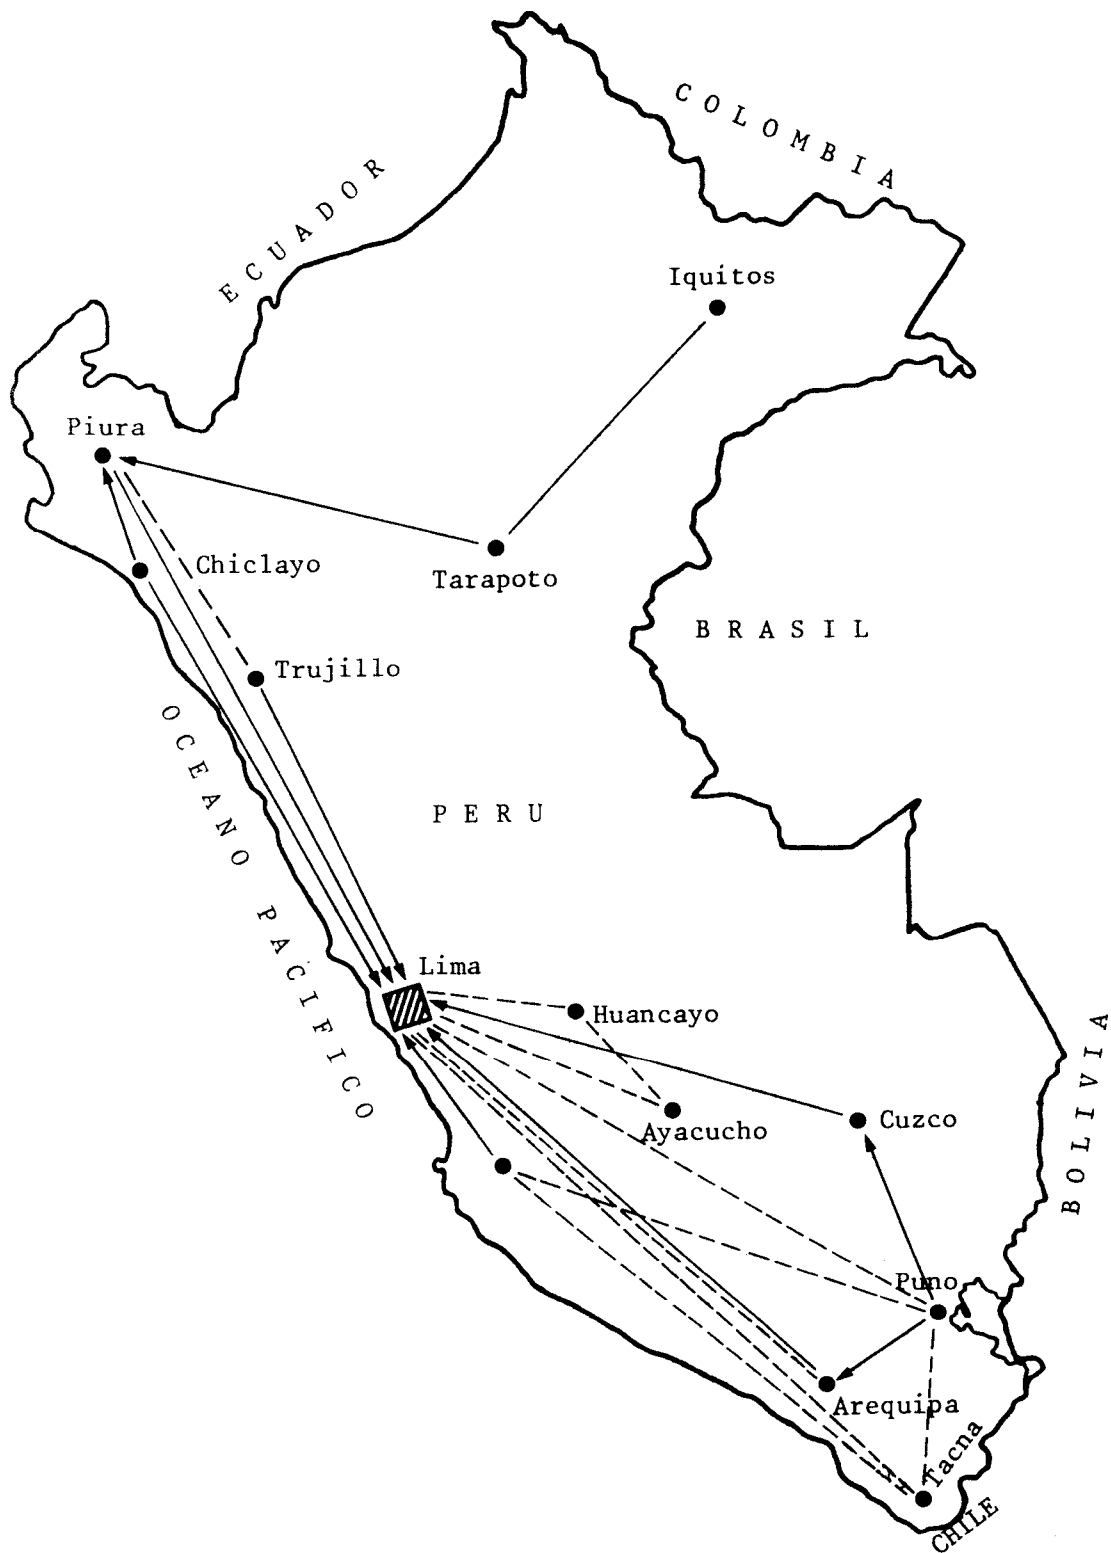 COLOMBIA
ECUADOR
Iquitos
Piura
Chiclayo
Tarapoto
BRASIL
Trujillo
OCEANO PACIFICO
PERU
Lima
Huancayo
BOLIVIA
Cuzco
Ayacucho
Puno
Arequipa
Tacna
CHILE